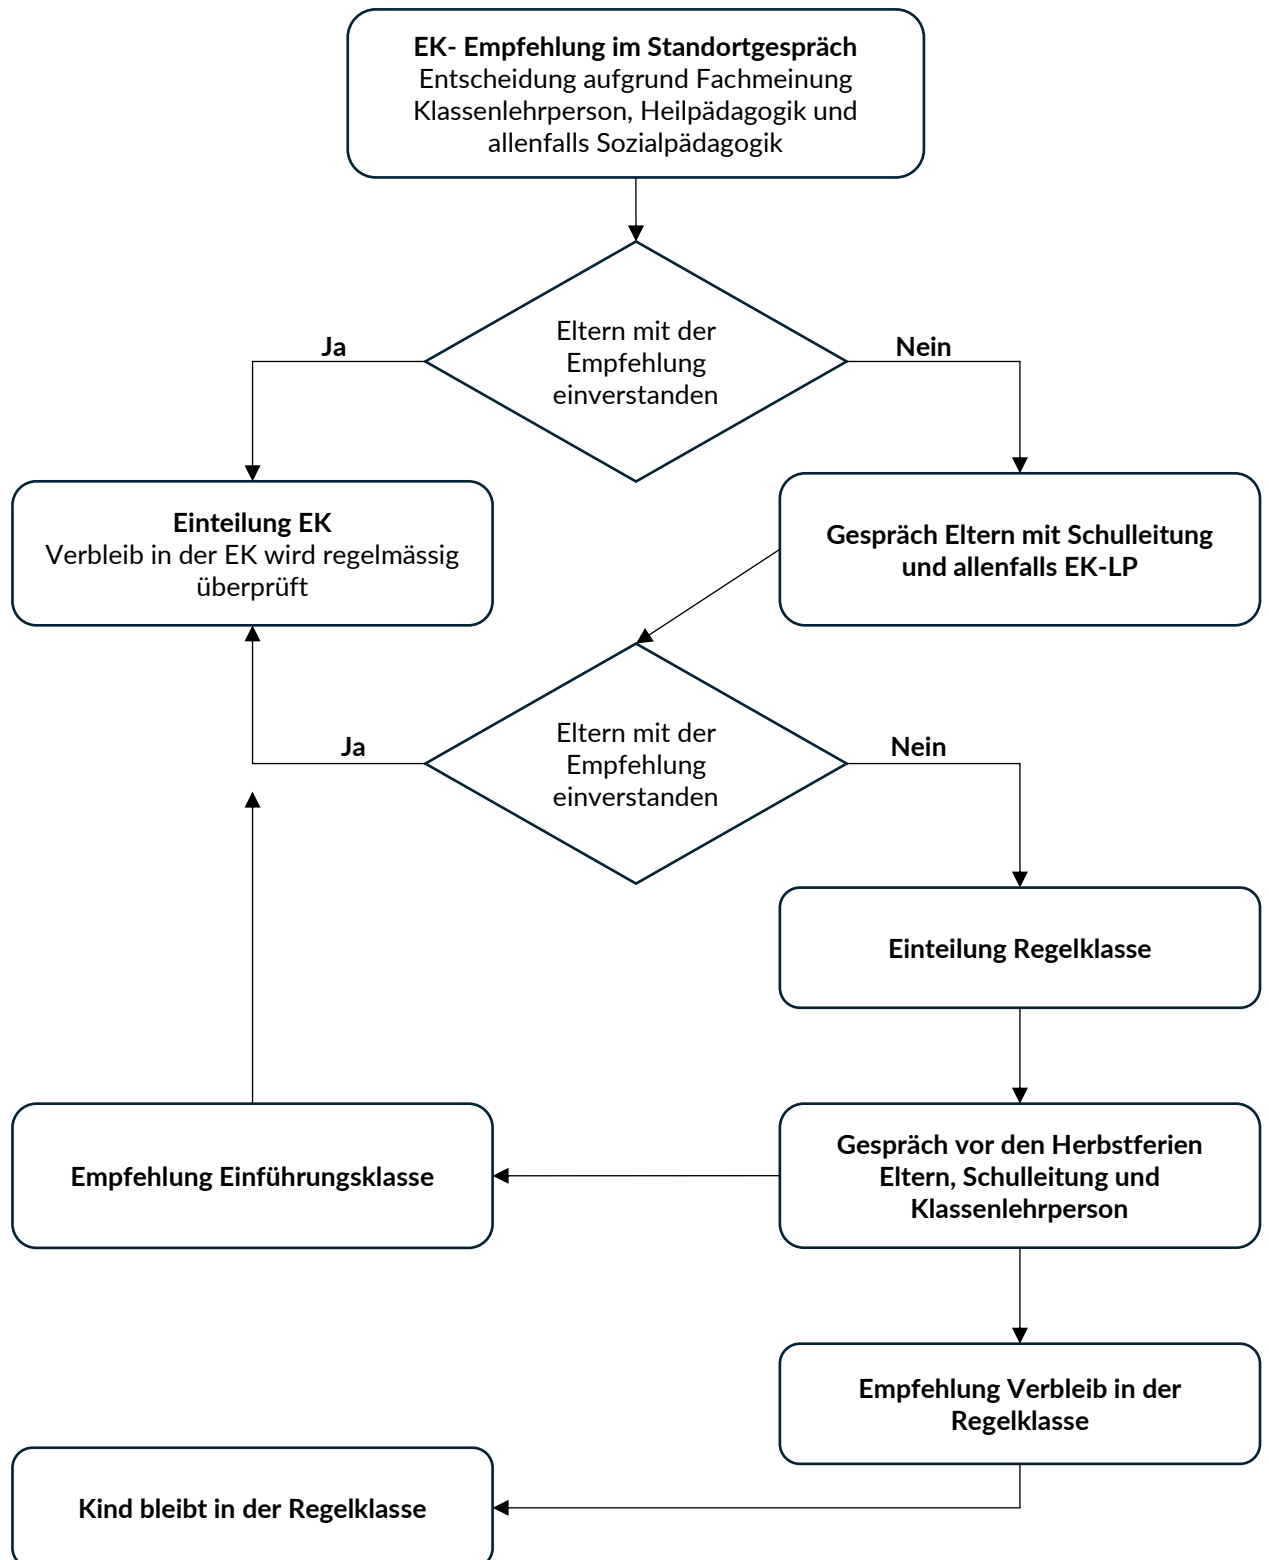 EK- Empfehlung im Standortgespräch
Entscheidung aufgrund Fachmeinung
Klassenlehrperson, Heilpädagogik und
allenfalls Sozialpädagogik
Eltern mit der
Empfehlung
einverstanden
Ja
Nein
Einteilung EK
Verbleib in der EK wird regelmässig
überprüft
Gespräch Eltern mit Schulleitung
und allenfalls EK-LP
Eltern mit der
Empfehlung
einverstanden
Ja
Nein
Einteilung Regelklasse
Empfehlung Einführungsklasse
Gespräch vor den Herbstferien
Eltern, Schulleitung und
Klassenlehrperson
Empfehlung Verbleib in der
Regelklasse
Kind bleibt in der Regelklasse